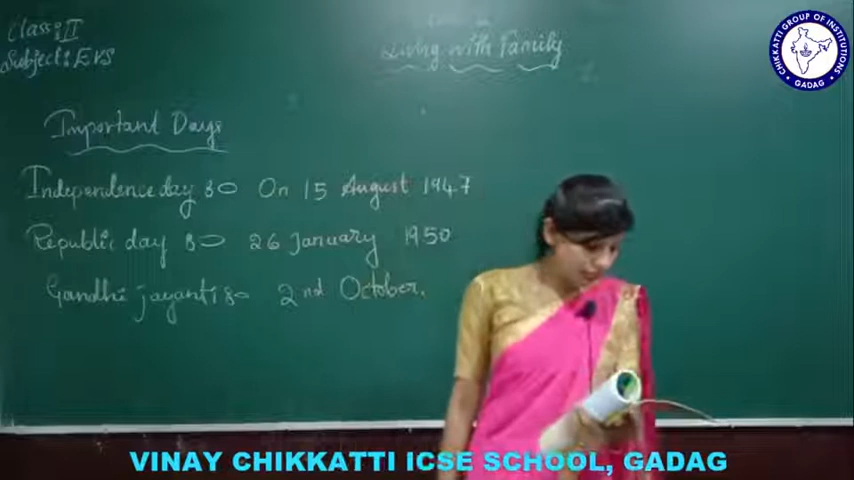 Class: II
Subject: EVS
Living with Family
Important Days
Independence day :- On 15 August 1947
Republic day :- 26 January 1950
Gandhi jayanti :- 2nd October.
CHIKKATTI GROUP OF INSTITUTIONS
GADAG
VINAY CHIKKATTI ICSE SCHOOL, GADAG